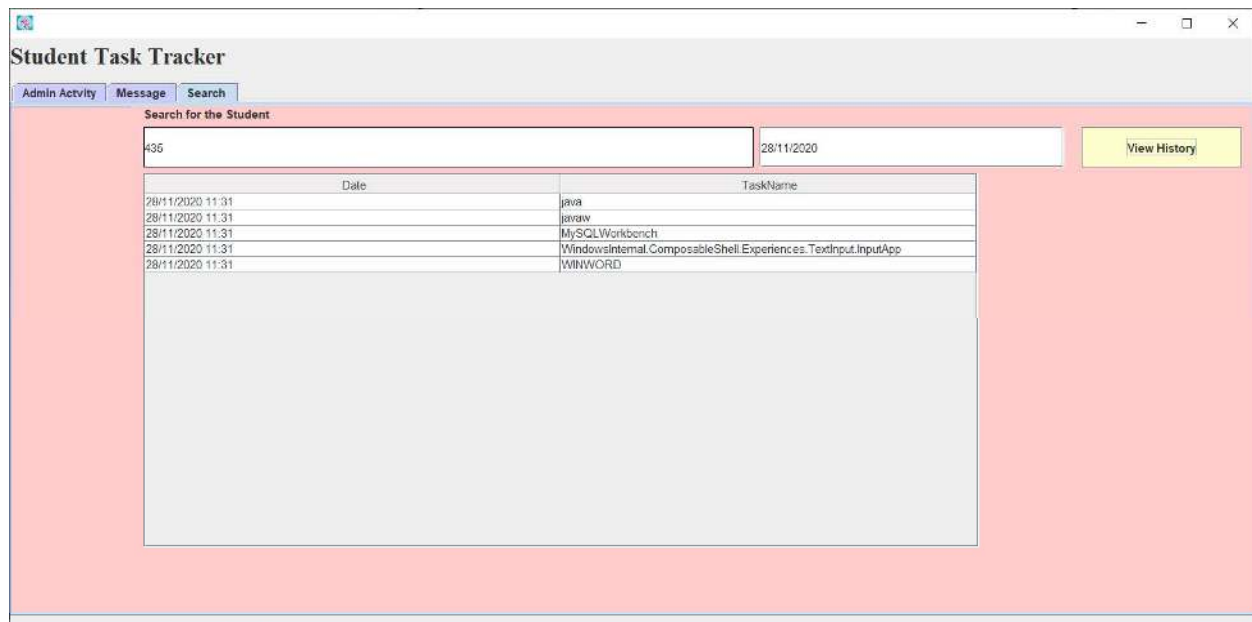 Student Task Tracker
Admin Actvity Message Search
Search for the Student
435 28/11/2020 View History
Date TaskName
28/11/2020 11:31 java
28/11/2020 11:31 javaw
28/11/2020 11:31 MySQLWorkbench
28/11/2020 11:31 WindowsInternal.ComposableShell.Experiences.TextInput.InputApp
28/11/2020 11:31 WINWORD